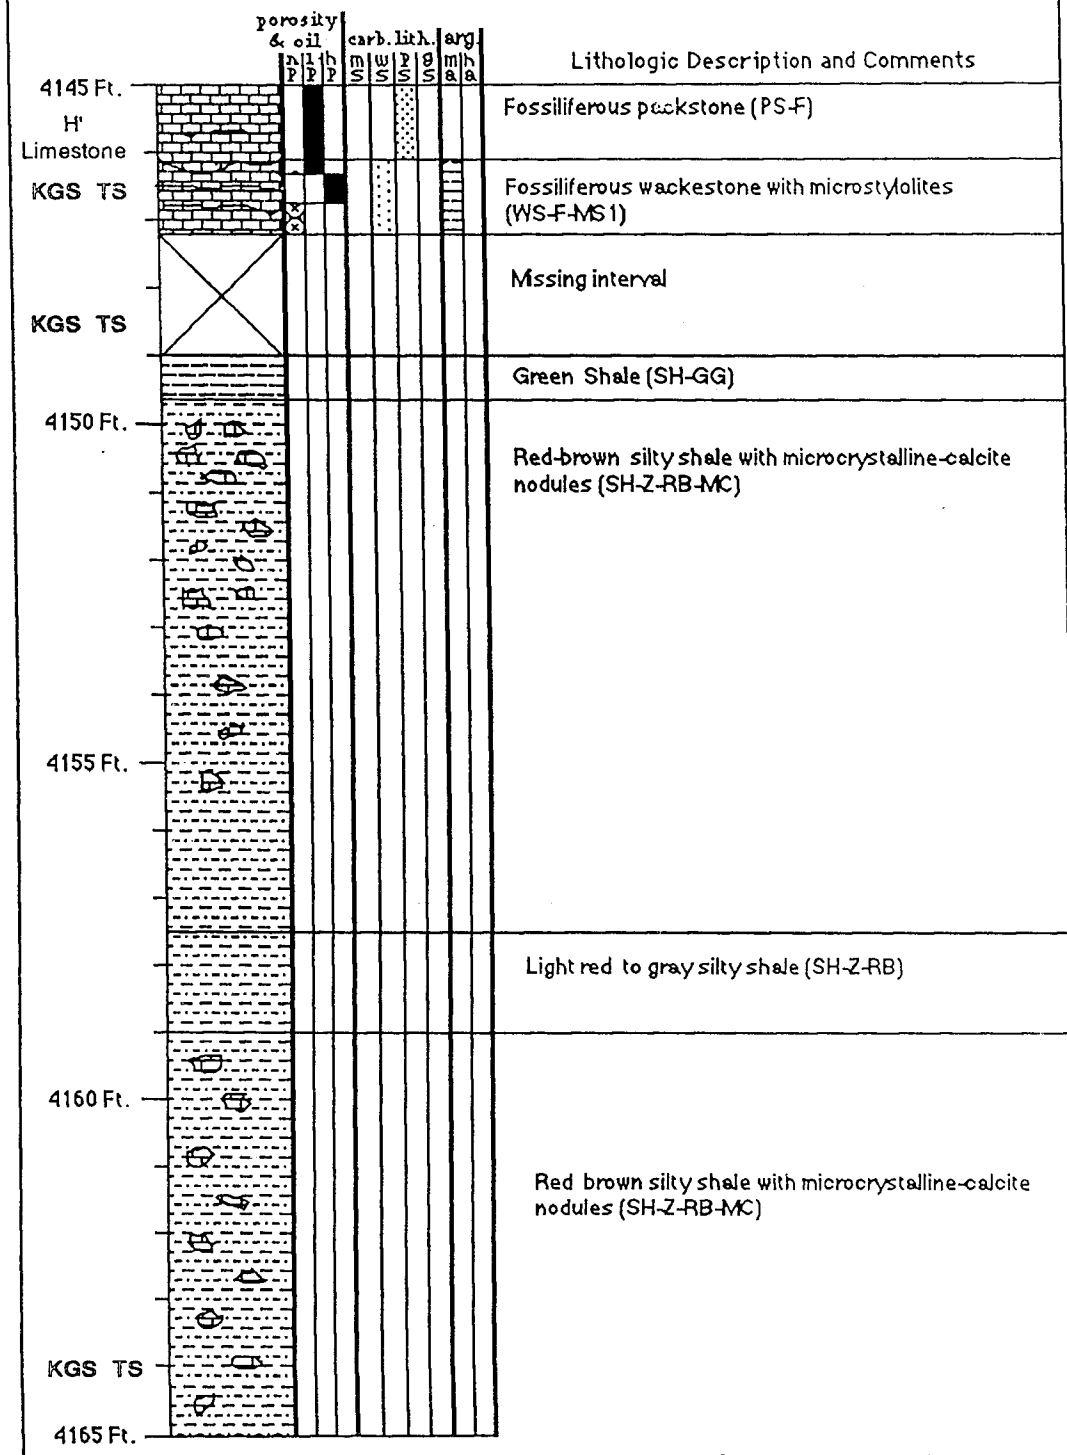 porosity
& oil carb. lith. arg.
n l h m w p g m h
p p p s s s s a a
Lithologic Description and Comments
4145 Ft.
Fossiliferous packstone (PS-F)
H'
Limestone
KGS TS
Fossiliferous wackestone with microstylolites
(WS-F-MS1)
Missing interval
KGS TS
Green Shale (SH-GG)
4150 Ft.
Red-brown silty shale with microcrystalline-calcite
nodules (SH-Z-RB-MC)
4155 Ft.
Light red to gray silty shale (SH-Z-RB)
4160 Ft.
Red brown silty shale with microcrystalline-calcite
nodules (SH-Z-RB-MC)
KGS TS
4165 Ft.